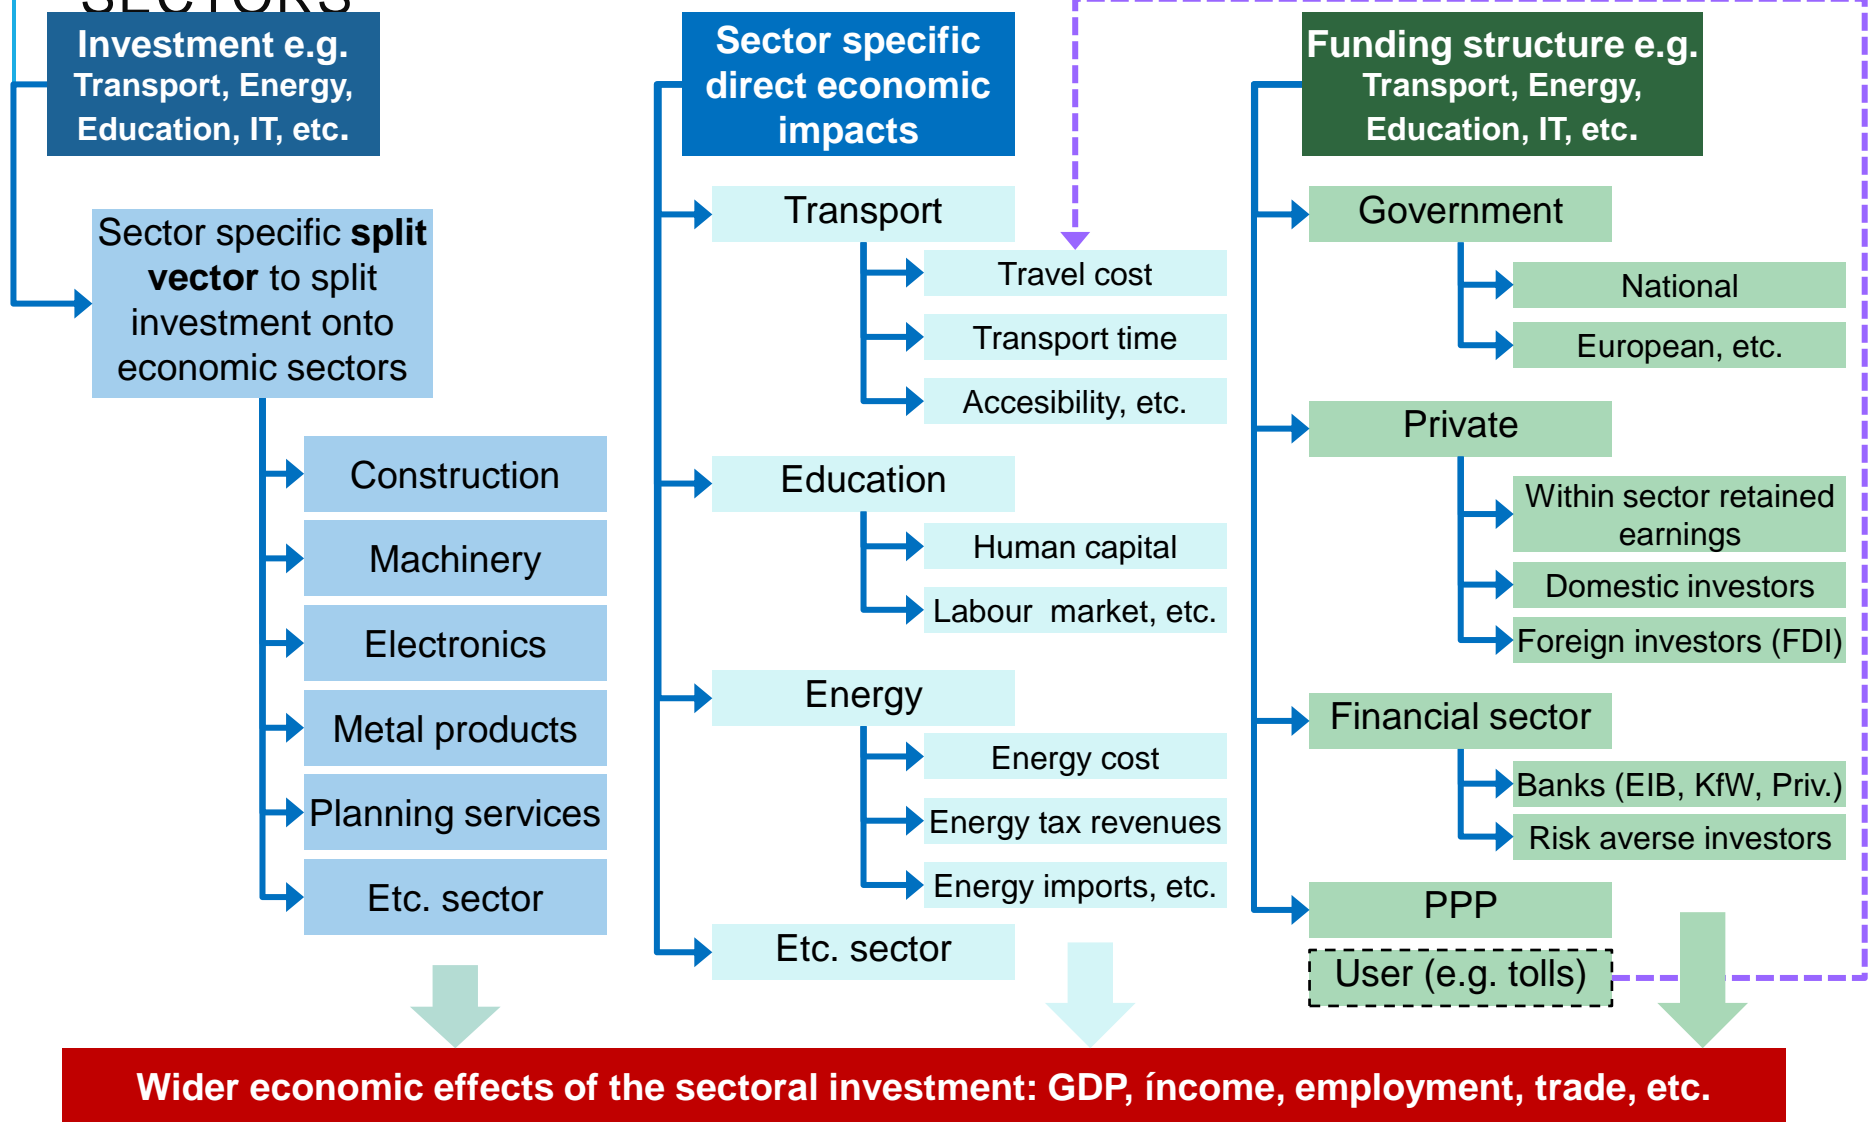 SECTORS
Investment e.g.
Transport, Energy,
Education, IT, etc.
Sector specific split
vector to split
investment onto
economic sectors
Construction
Machinery
Electronics
Metal products
Planning services
Etc. sector
Sector specific
direct economic
impacts
Transport
Travel cost
Transport time
Accesibility, etc.
Education
Human capital
Labour  market, etc.
Energy
Energy cost
Energy tax revenues
Energy imports, etc.
Etc. sector
Funding structure e.g.
Transport, Energy,
Education, IT, etc.
Government
National
European, etc.
Private
Within sector retained
earnings
Domestic investors
Foreign investors (FDI)
Financial sector
Banks (EIB, KfW, Priv.)
Risk averse investors
PPP
User (e.g. tolls)
Wider economic effects of the sectoral investment: GDP, íncome, employment, trade, etc.